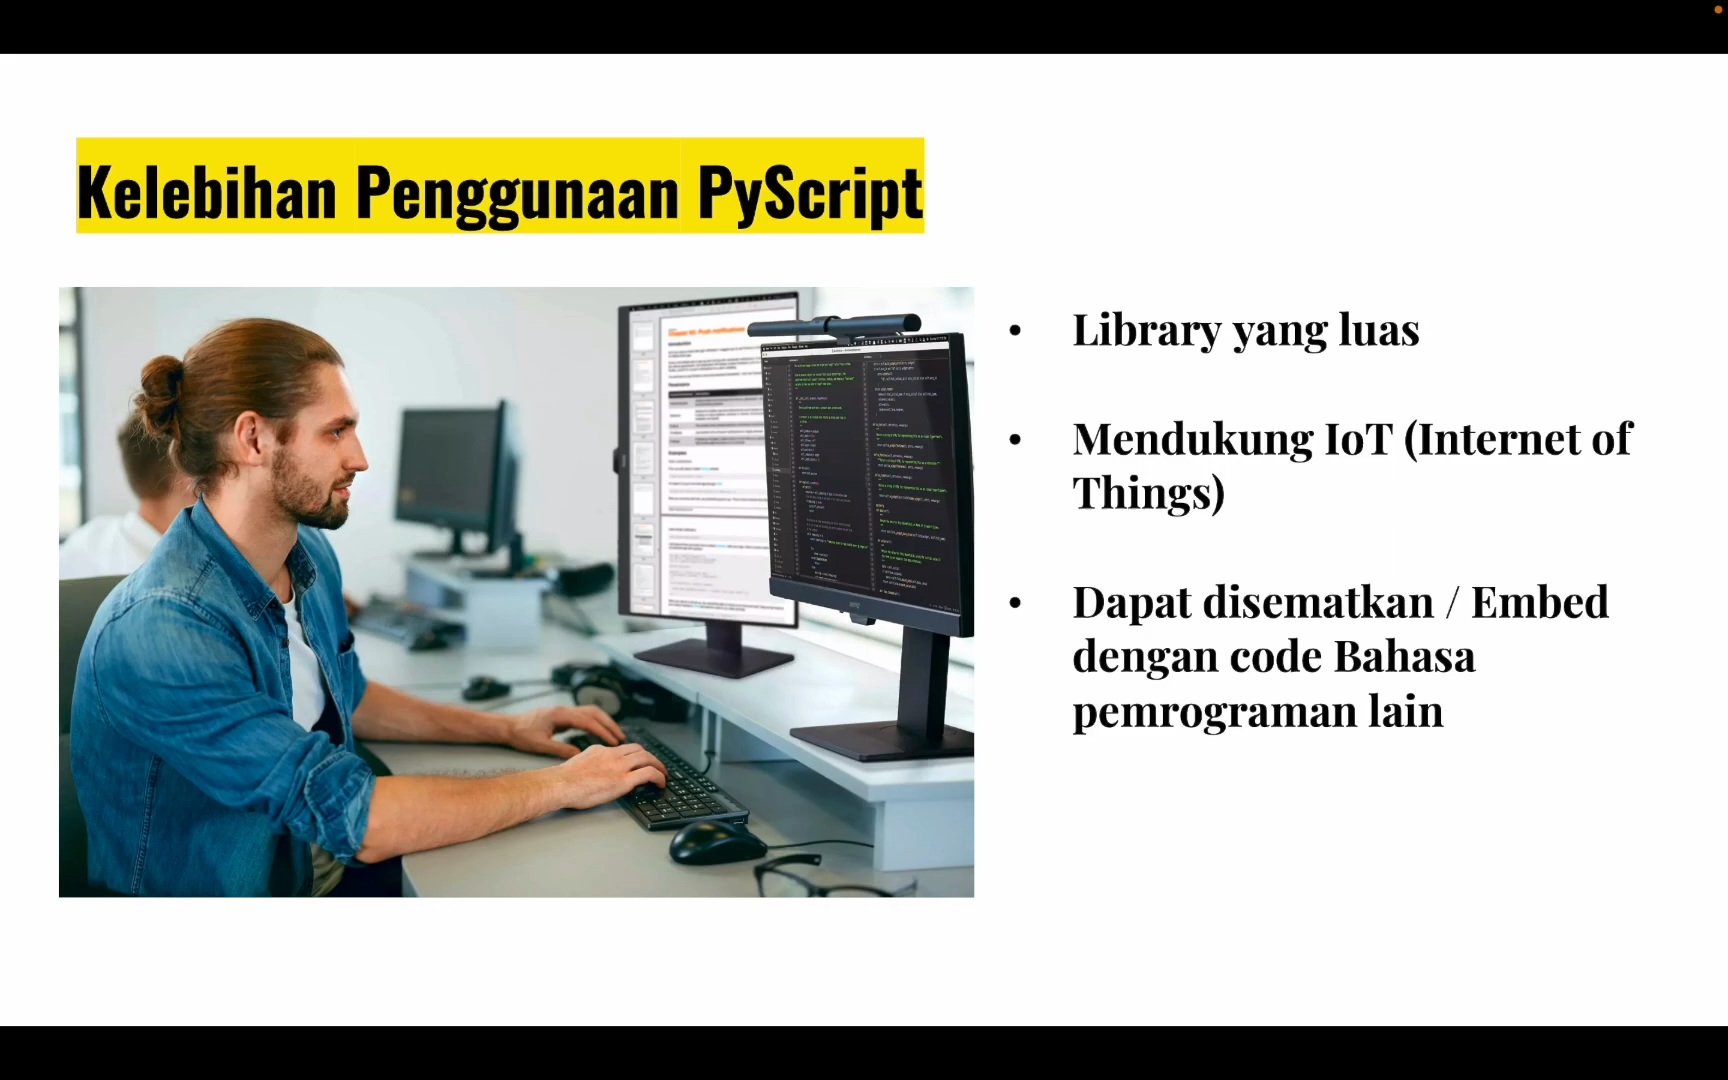 Kelebihan Penggunaan PyScript
• Library yang luas
• Mendukung IoT (Internet of
Things)
• Dapat disematkan / Embed
dengan code Bahasa
pemrograman lain